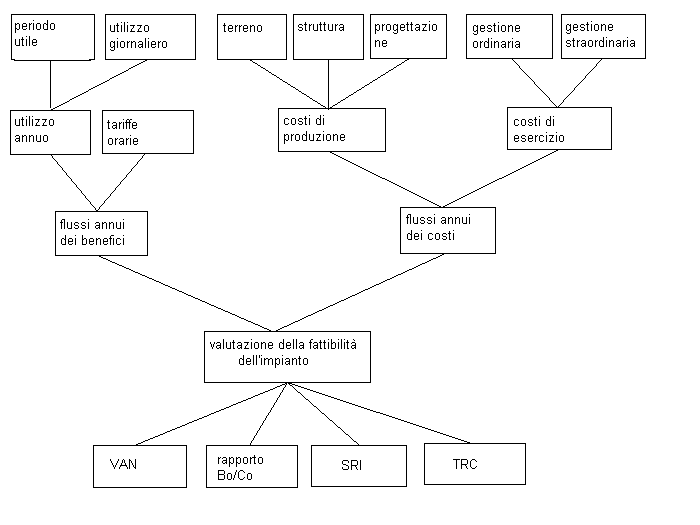 periodo
utile
utilizzo
giornaliero
terreno
struttura
progettazio
ne
gestione
ordinaria
gestione
straordinaria
utilizzo
annuo
tariffe
orarie
costi di
produzione
costi di
esercizio
flussi annui
dei benefici
flussi annui
dei costi
valutazione della fattibilità
dell'impianto
VAN
rapporto
Bo/Co
SRI
TRC